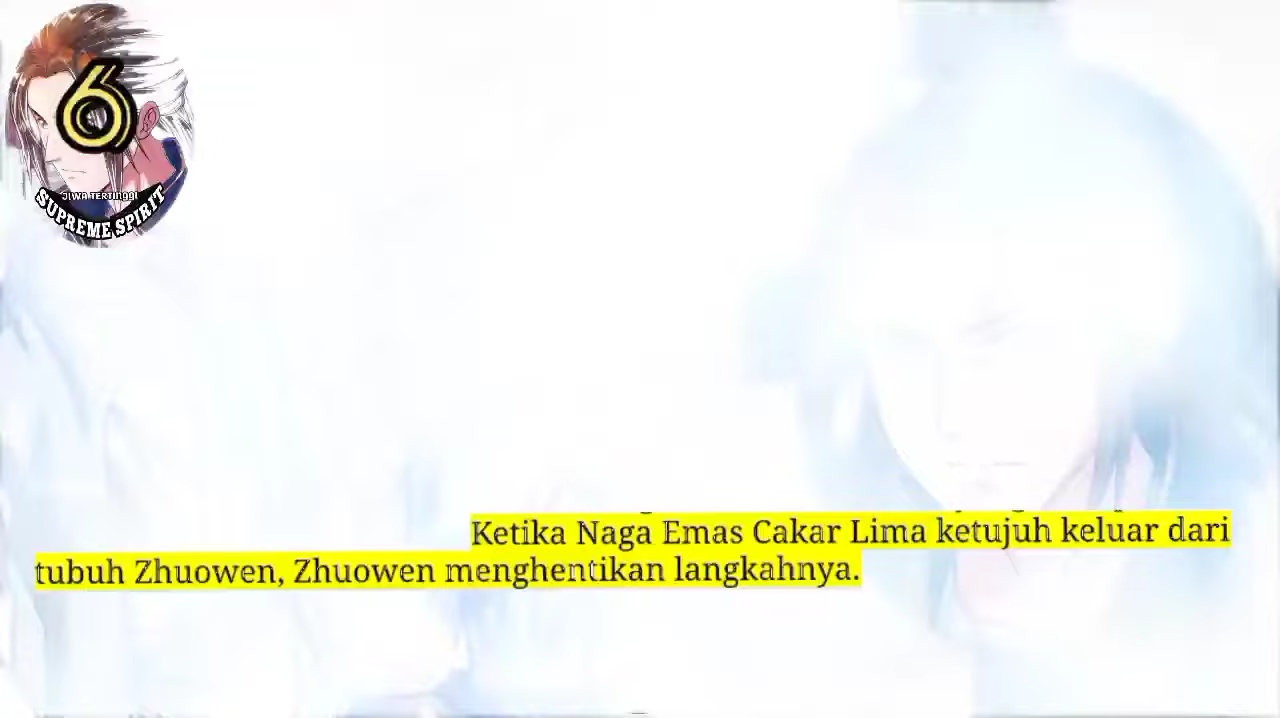 6
JIWA TERTINGGI
SUPREME SPIRIT
Ketika Naga Emas Cakar Lima ketujuh keluar dari
tubuh Zhuowen, Zhuowen menghentikan langkahnya.